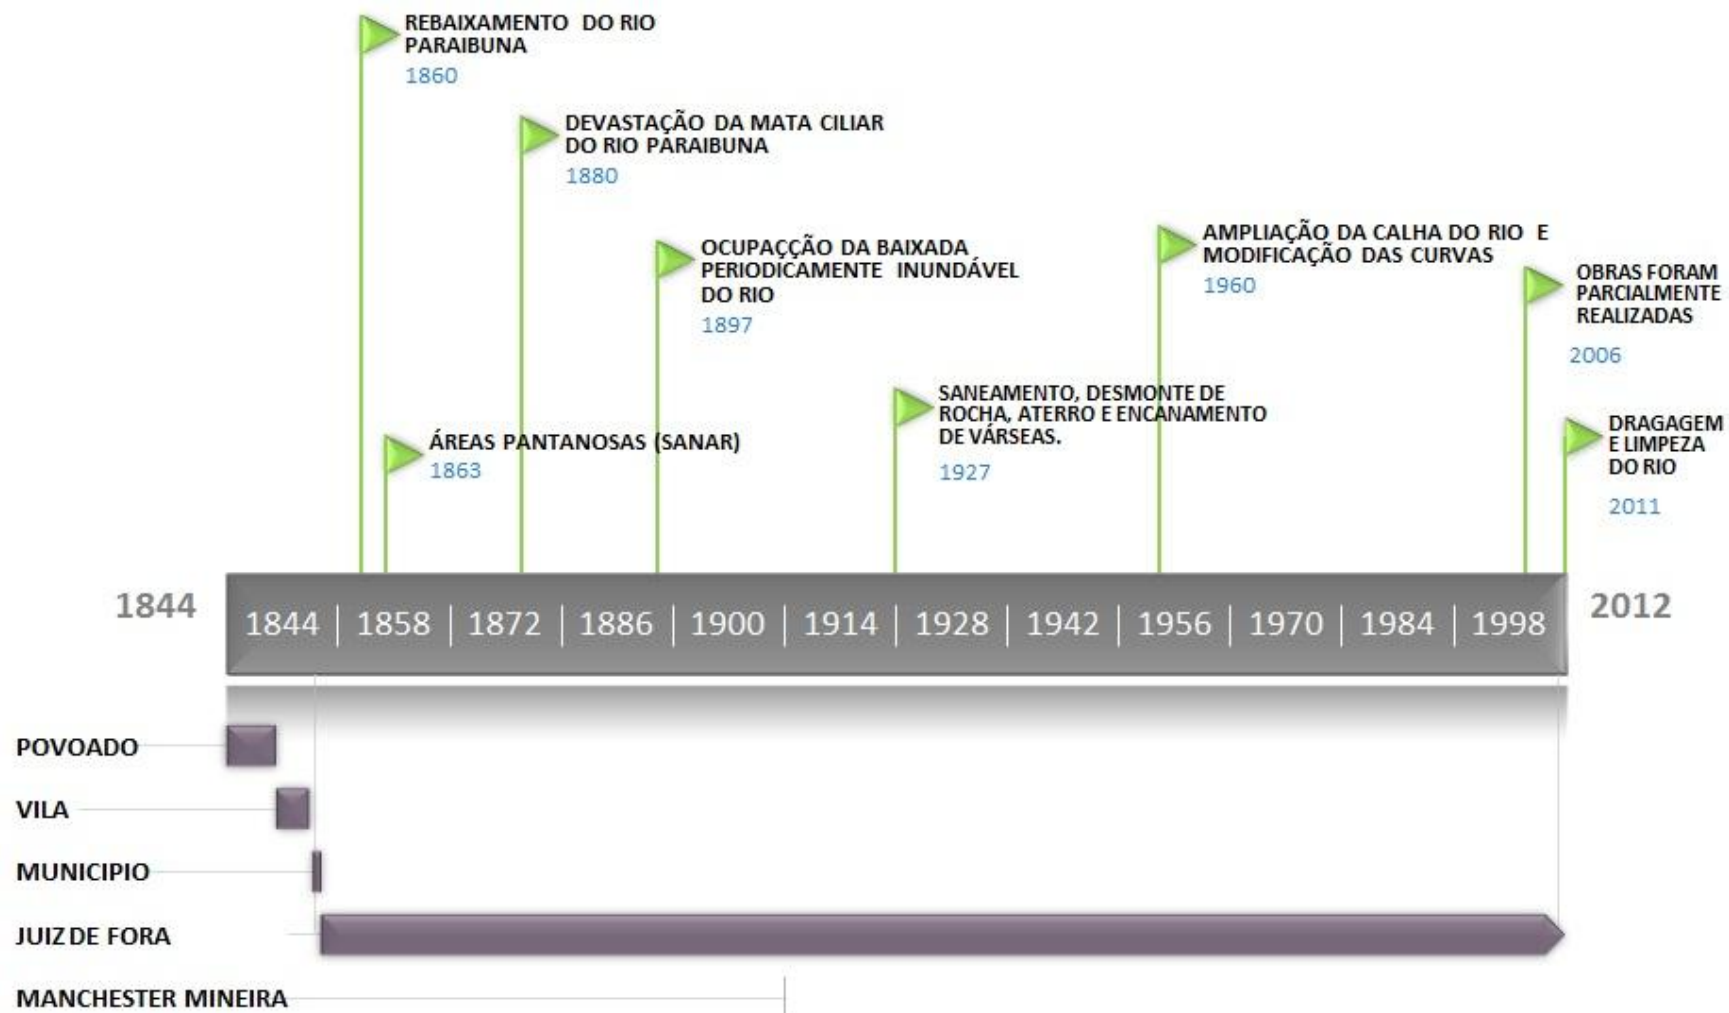 REBAIXAMENTO DO RIO
PARAIBUNA
1860
DEVASTAÇÃO DA MATA CILIAR
DO RIO PARAIBUNA
1880
OCUPAÇÇÃO DA BAIXADA
PERIODICAMENTE INUNDÁVEL
DO RIO
1897
AMPLIAÇÃO DA CALHA DO RIO E
MODIFICAÇÃO DAS CURVAS
1960
OBRAS FORAM
PARCIALMENTE
REALIZADAS
2006
ÁREAS PANTANOSAS (SANAR)
1863
SANEAMENTO, DESMONTE DE
ROCHA, ATERRO E ENCANAMENTO
DE VÁRSEAS.
1927
DRAGAGEM
E LIMPEZA
DO RIO
2011
1844
1844 1858 1872 1886 1900 1914 1928 1942 1956 1970 1984 1998
2012
POVOADO
VILA
MUNICIPIO
JUIZ DE FORA
MANCHESTER MINEIRA